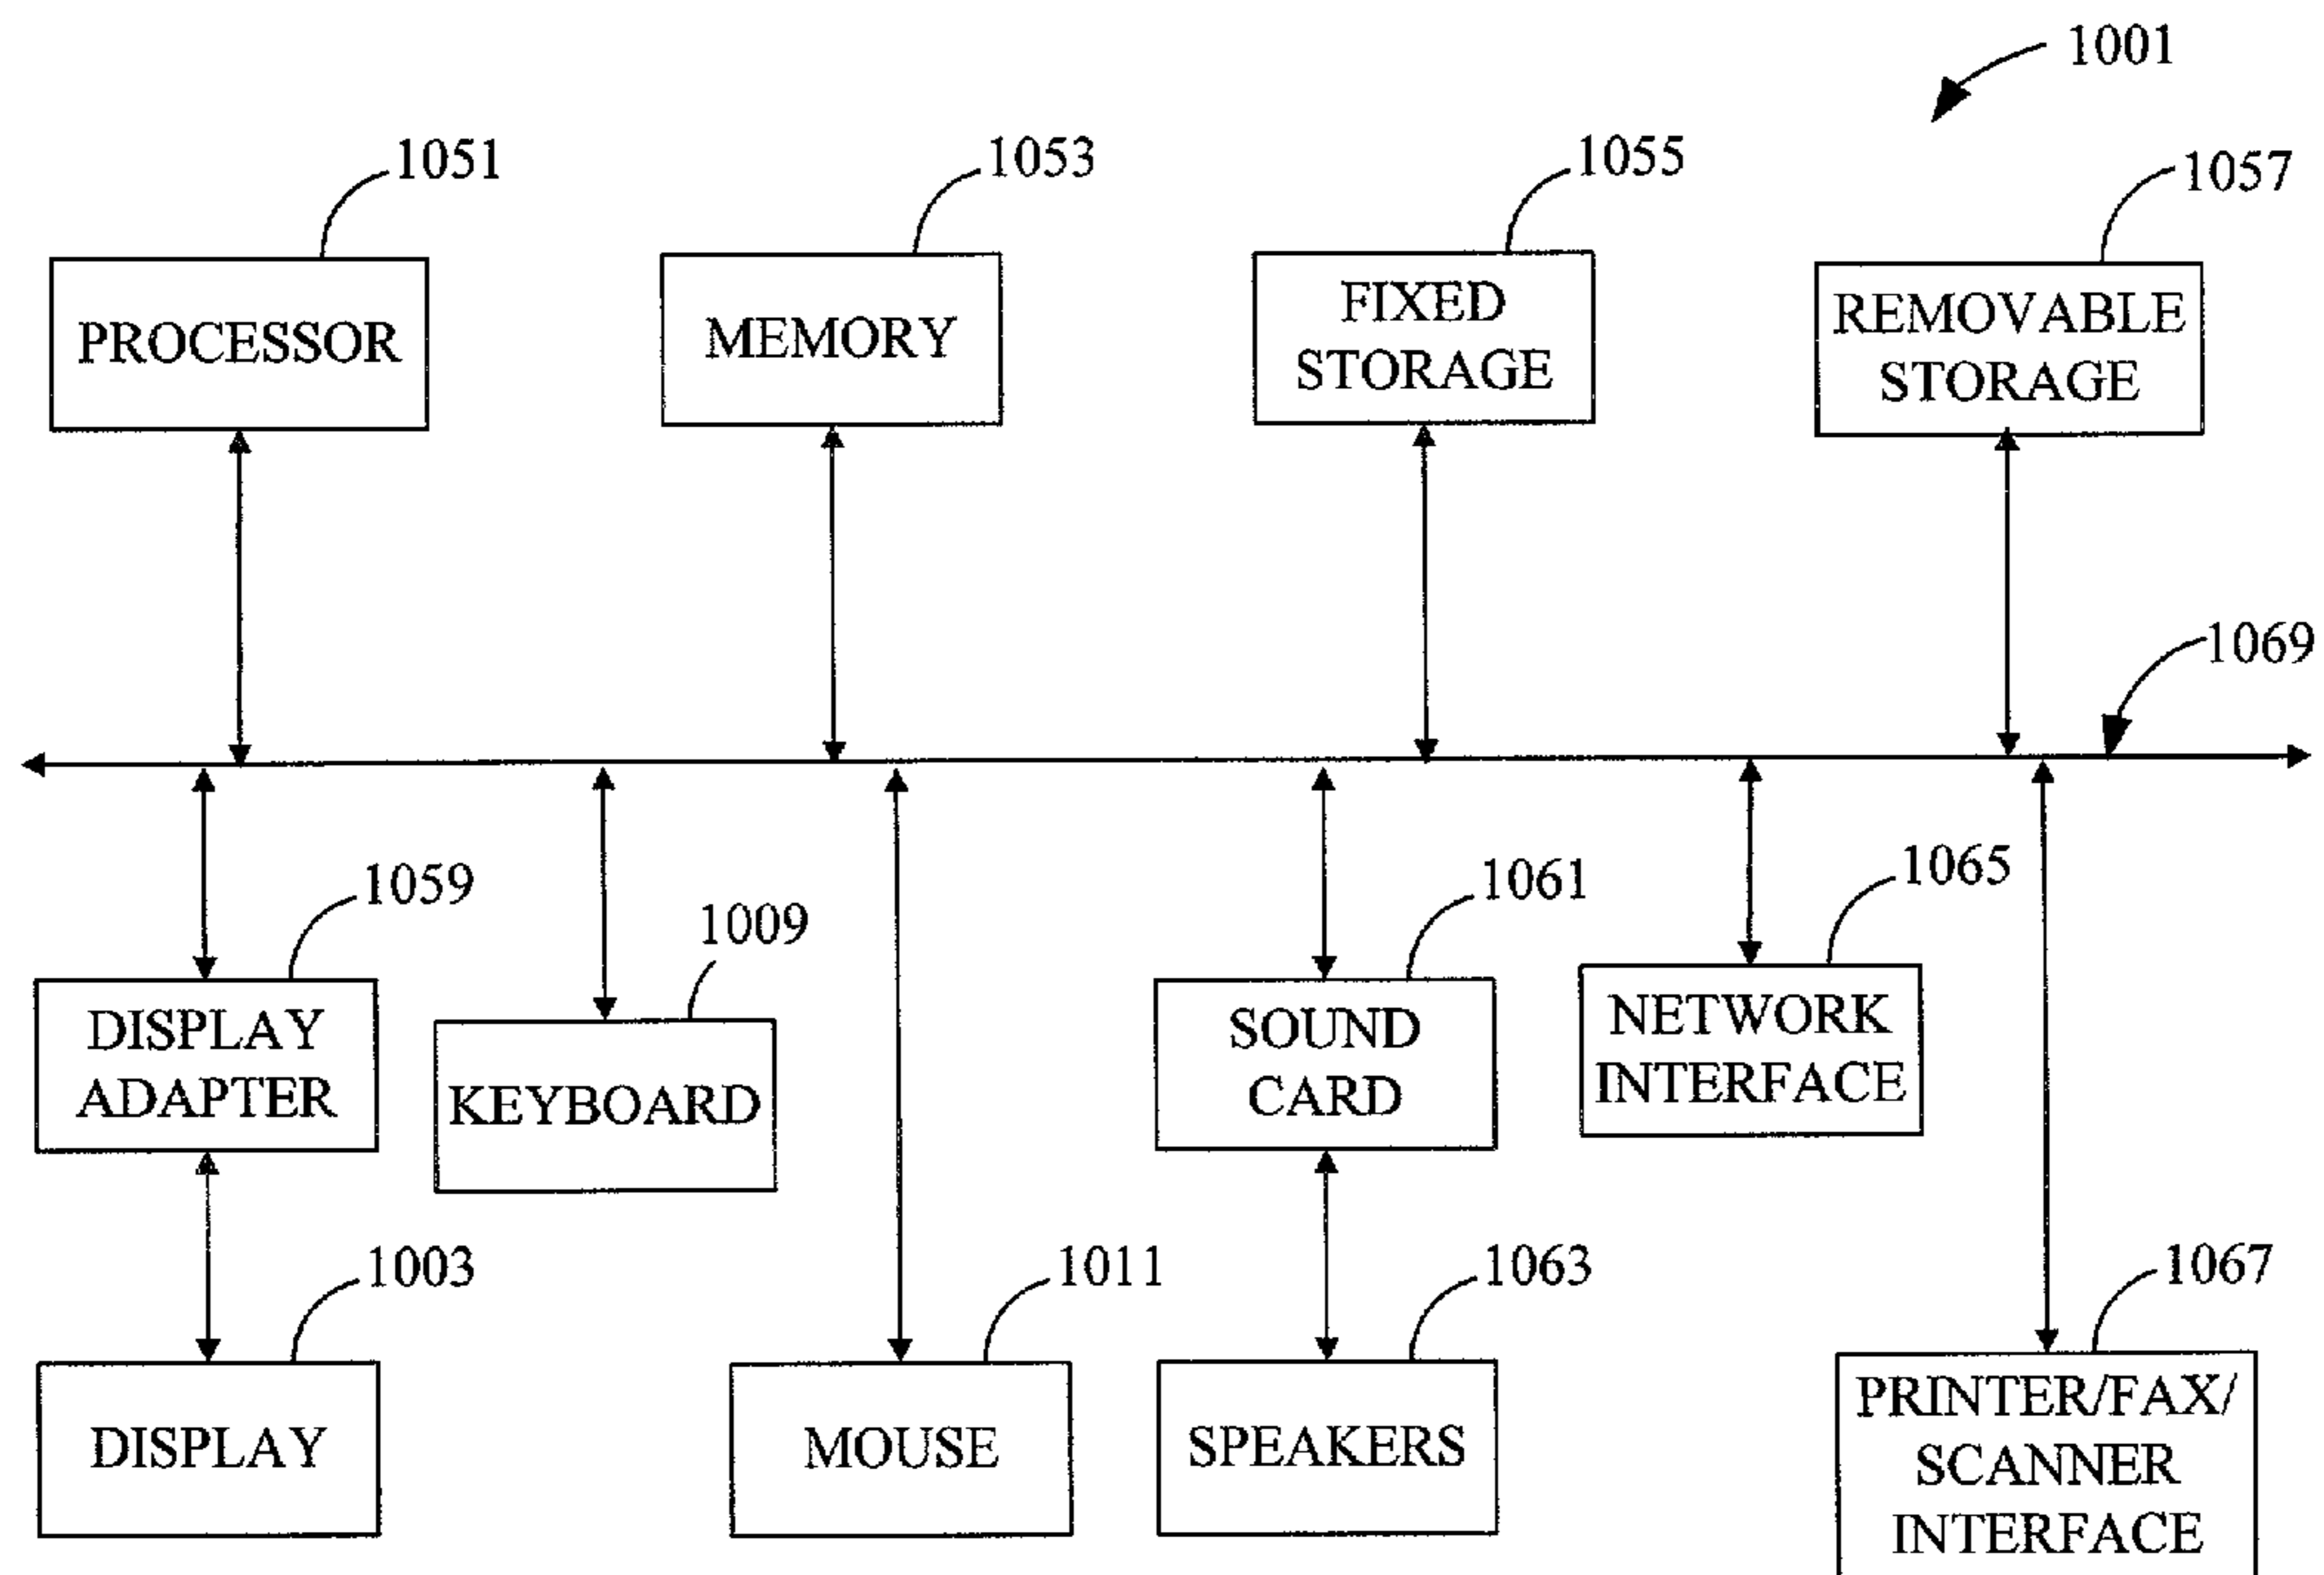 1001
1051
1053
1055
1057
PROCESSOR
MEMORY
FIXED
STORAGE
REMOVABLE
STORAGE
1069
1059
1009
1061
1065
DISPLAY
ADAPTER
KEYBOARD
SOUND
CARD
NETWORK
INTERFACE
1003
1011
1063
1067
DISPLAY
MOUSE
SPEAKERS
PRINTER/FAX/
SCANNER
INTERFACE